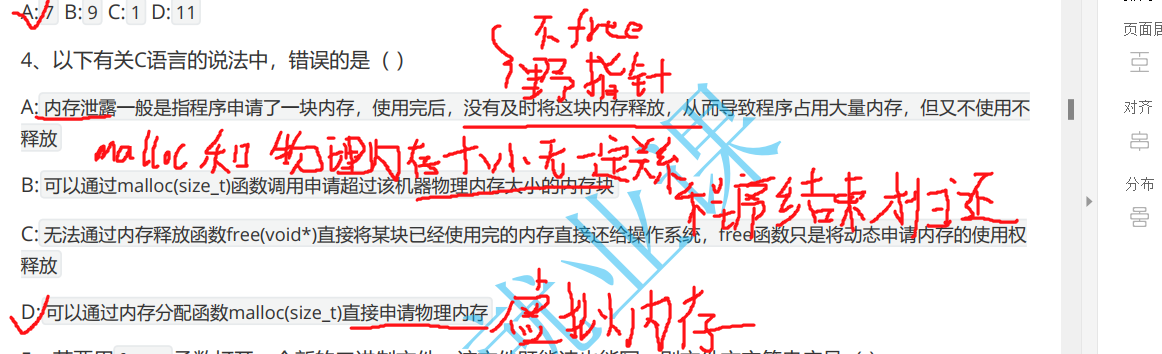 A: 7 B: 9 C: 1 D: 11
不free
野指针
4、以下有关C语言的说法中，错误的是（ ）
A: 内存泄露一般是指程序申请了一块内存，使用完后，没有及时将这块内存释放，从而导致程序占用大量内存，但又不使用不
释放
malloc 和 物理内存大小无一定关系
B: 可以通过malloc(size_t)函数调用申请超过该机器物理内存大小的内存块
程序结束才归还
C: 无法通过内存释放函数free(void*)直接将某块已经使用完的内存直接还给操作系统，free函数只是将动态申请内存的使用权
释放
D: 可以通过内存分配函数malloc(size_t)直接申请物理内存
虚拟内存
就业课
页面居
对齐
分布